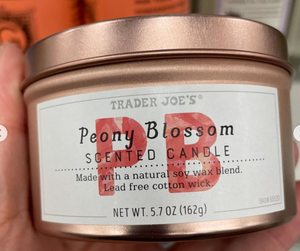 TRADER JOE'S®
PB
Peony Blossom
SCENTED CANDLE
Made with a natural soy wax blend.
Lead free cotton wick.
NET WT. 5.7 OZ (162g)